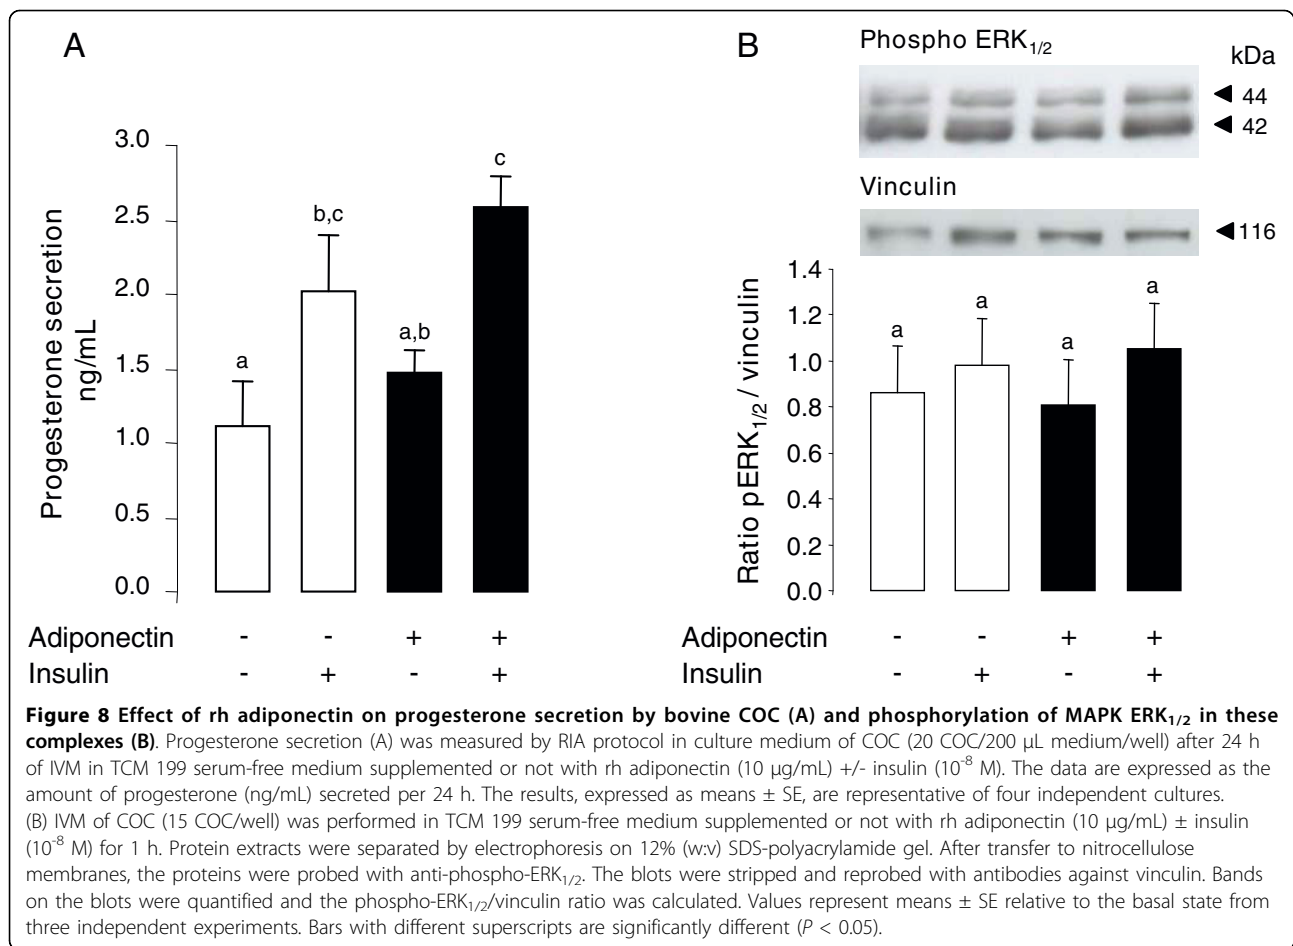 A
Progesterone secretion
ng/mL
3.0
2.5
2.0
1.5
1.0
0.5
0.0
a
b,c
a,b
c
Adiponectin - - + +
Insulin - + - +
B
Phospho ERK1/2
kDa
44
42
Vinculin
116
Ratio pERK1/2 / vinculin
1.4
1.2
1.0
0.8
0.6
0.4
0.2
0.0
a
a
a
a
Adiponectin - - + +
Insulin - + - +
Figure 8 Effect of rh adiponectin on progesterone secretion by bovine COC (A) and phosphorylation of MAPK ERK1/2 in these
complexes (B). Progesterone secretion (A) was measured by RIA protocol in culture medium of COC (20 COC/200 μL medium/well) after 24 h
of IVM in TCM 199 serum-free medium supplemented or not with rh adiponectin (10 μg/mL) +/- insulin (10-8 M). The data are expressed as the
amount of progesterone (ng/mL) secreted per 24 h. The results, expressed as means ± SE, are representative of four independent cultures.
(B) IVM of COC (15 COC/well) was performed in TCM 199 serum-free medium supplemented or not with rh adiponectin (10 μg/mL) ± insulin
(10-8 M) for 1 h. Protein extracts were separated by electrophoresis on 12% (w:v) SDS-polyacrylamide gel. After transfer to nitrocellulose
membranes, the proteins were probed with anti-phospho-ERK1/2. The blots were stripped and reprobed with antibodies against vinculin. Bands
on the blots were quantified and the phospho-ERK1/2/vinculin ratio was calculated. Values represent means ± SE relative to the basal state from
three independent experiments. Bars with different superscripts are significantly different (P < 0.05).